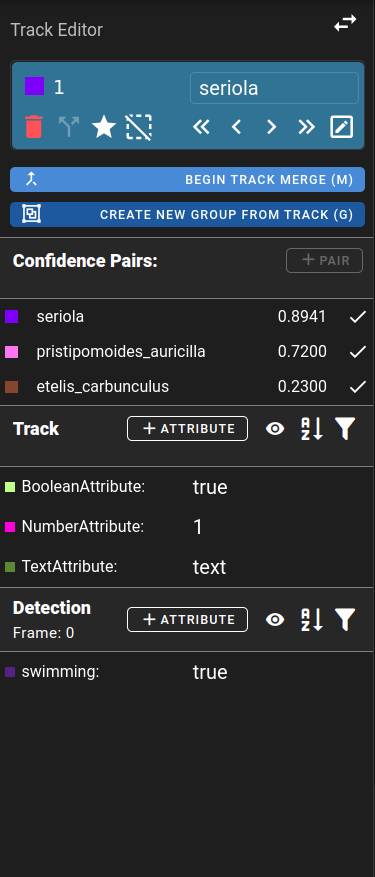 Track Editor
1 seriola
BEGIN TRACK MERGE (M)
CREATE NEW GROUP FROM TRACK (G)
Confidence Pairs: + PAIR
seriola 0.8941
pristipomoides_auricilla 0.7200
etelis_carbunculus 0.2300
Track + ATTRIBUTE A Z
BooleanAttribute: true
NumberAttribute: 1
TextAttribute: text
Detection + ATTRIBUTE A Z
Frame: 0
swimming: true